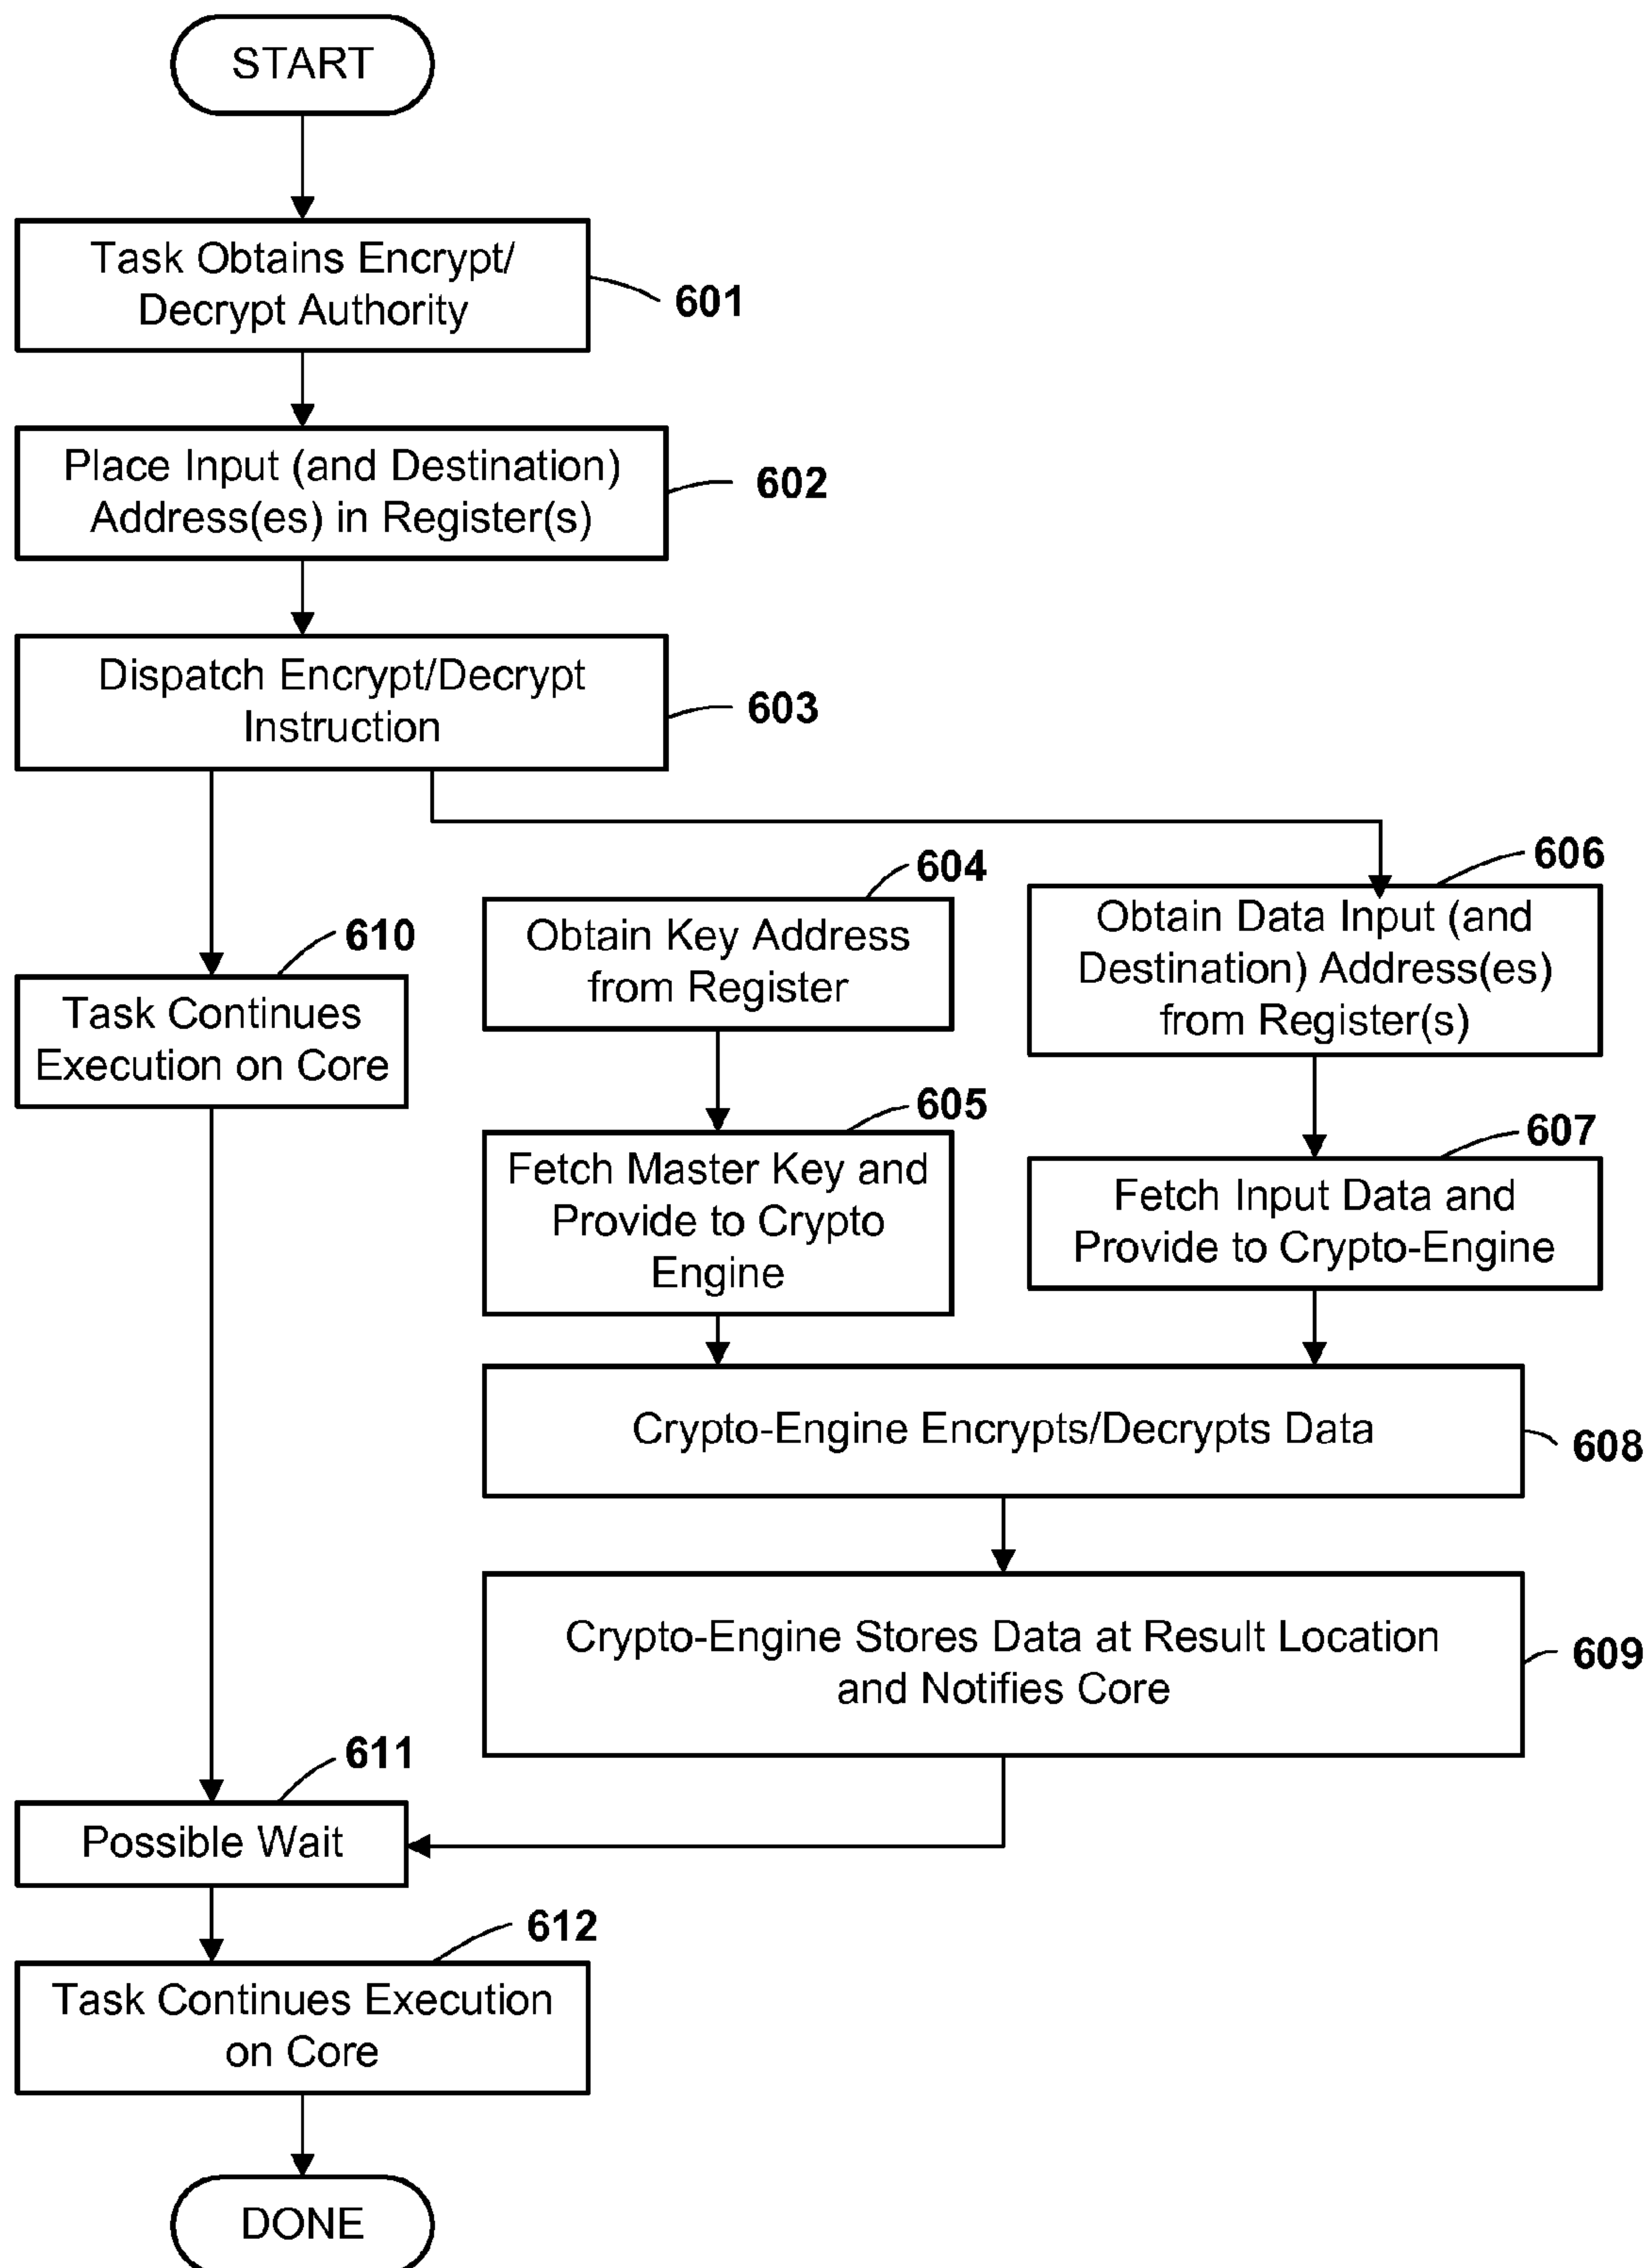 START
Task Obtains Encrypt/
Decrypt Authority
601
Place Input (and Destination)
Address(es) in Register(s)
602
Dispatch Encrypt/Decrypt
Instruction
603
604
Obtain Key Address
from Register
606
Obtain Data Input (and
Destination) Address(es)
from Register(s)
610
Task Continues
Execution on Core
605
Fetch Master Key and
Provide to Crypto
Engine
607
Fetch Input Data and
Provide to Crypto-Engine
Crypto-Engine Encrypts/Decrypts Data
608
Crypto-Engine Stores Data at Result Location
and Notifies Core
609
611
Possible Wait
612
Task Continues Execution
on Core
DONE